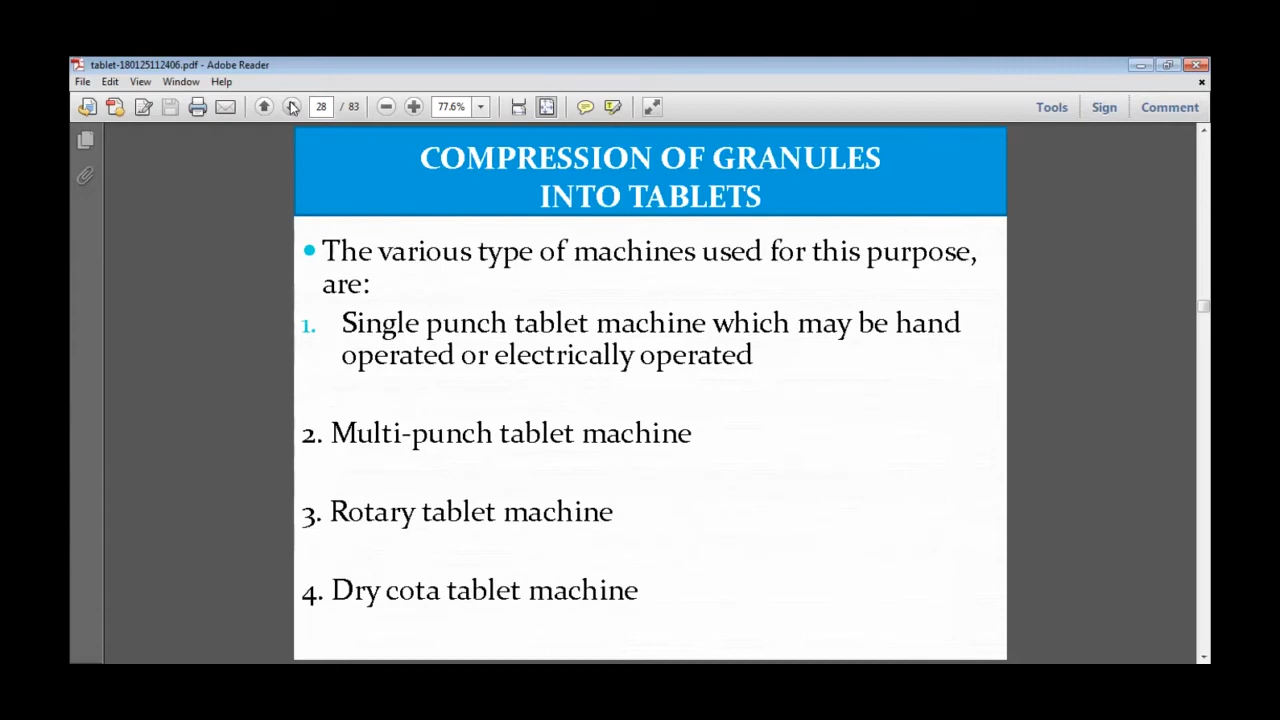 tablet-180125112406.pdf - Adobe Reader
File Edit View Window Help
28 / 83 77.6% Tools Sign Comment
COMPRESSION OF GRANULES
INTO TABLETS
• The various type of machines used for this purpose,
are:
1. Single punch tablet machine which may be hand
operated or electrically operated
2. Multi-punch tablet machine
3. Rotary tablet machine
4. Dry cota tablet machine